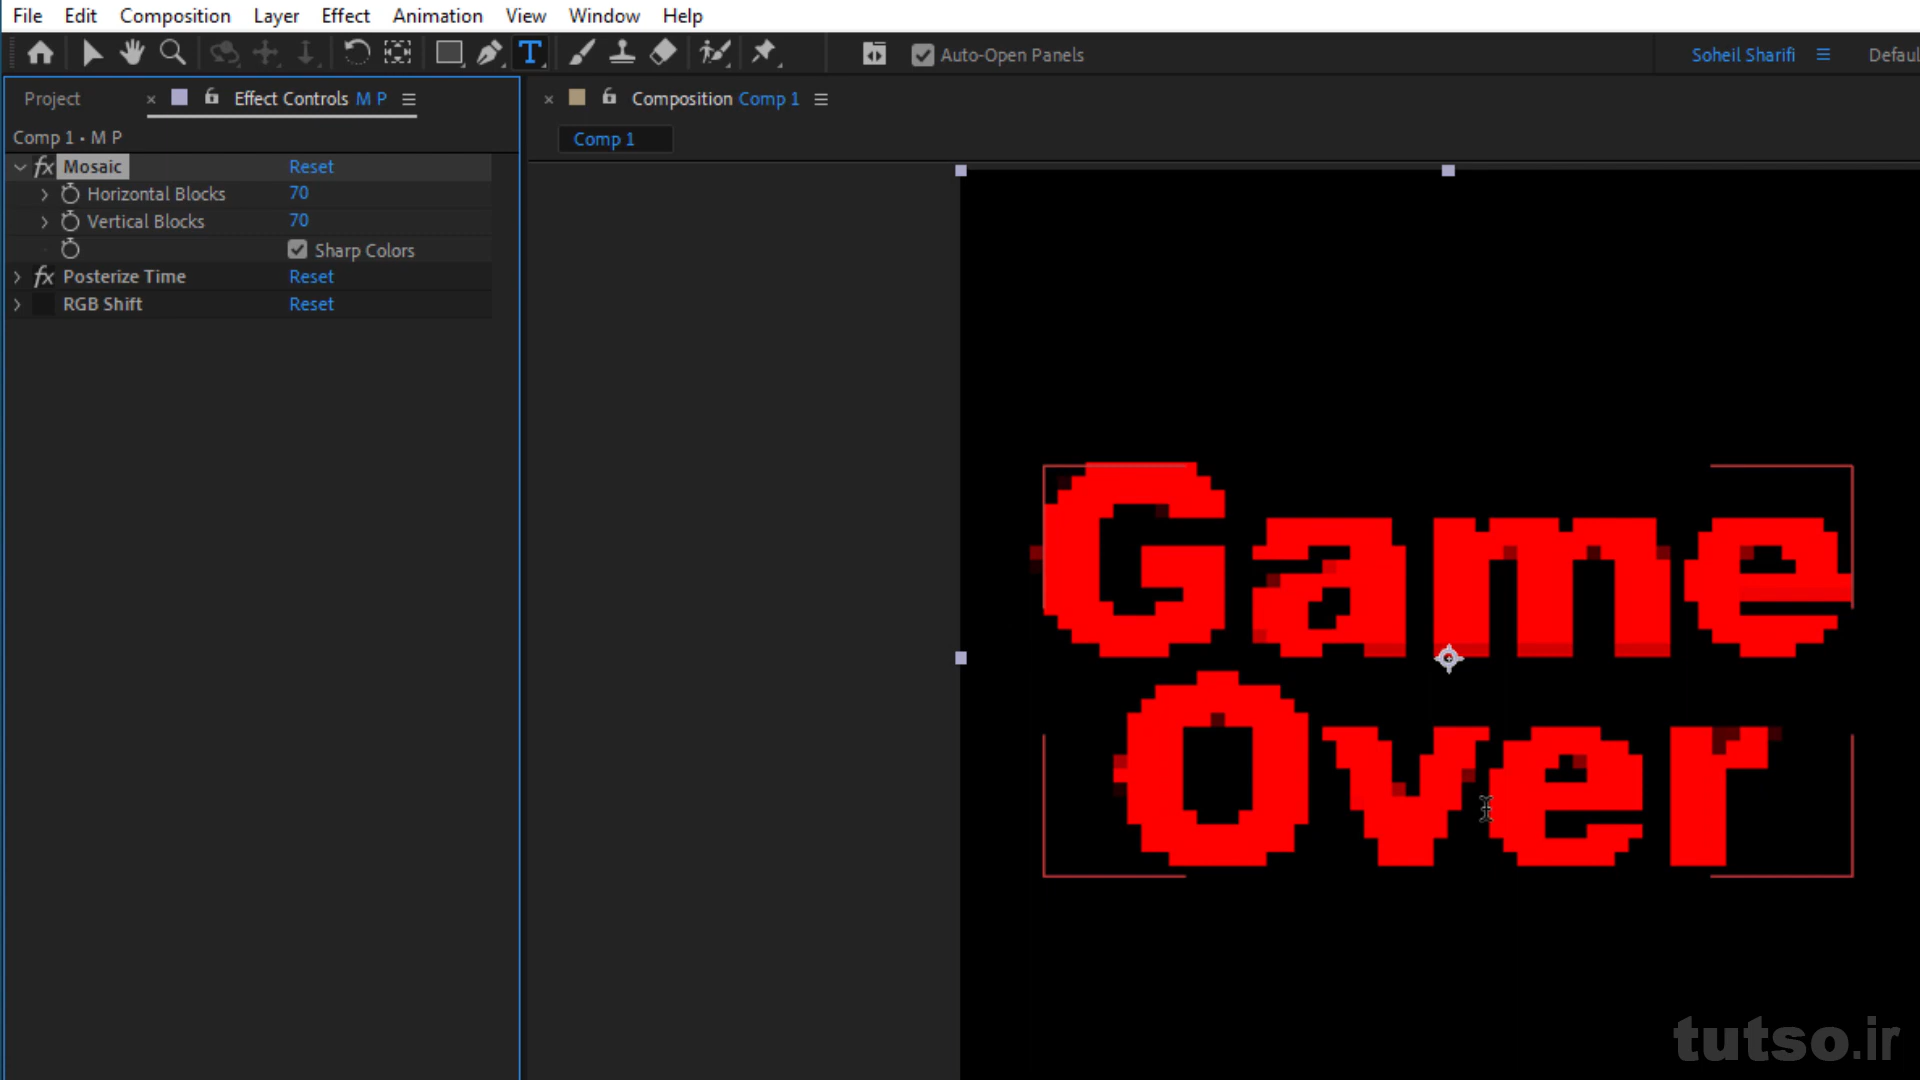 File Edit Composition Layer Effect Animation View Window Help
T Auto-Open Panels Soheil Sharifi Defaul
Project × Effect Controls M P
× Composition Comp 1
Comp 1 • M P
Comp 1
fx Mosaic Reset
Horizontal Blocks 70
Vertical Blocks 70
Sharp Colors
fx Posterize Time Reset
RGB Shift Reset
Game
Over
tutso.ir